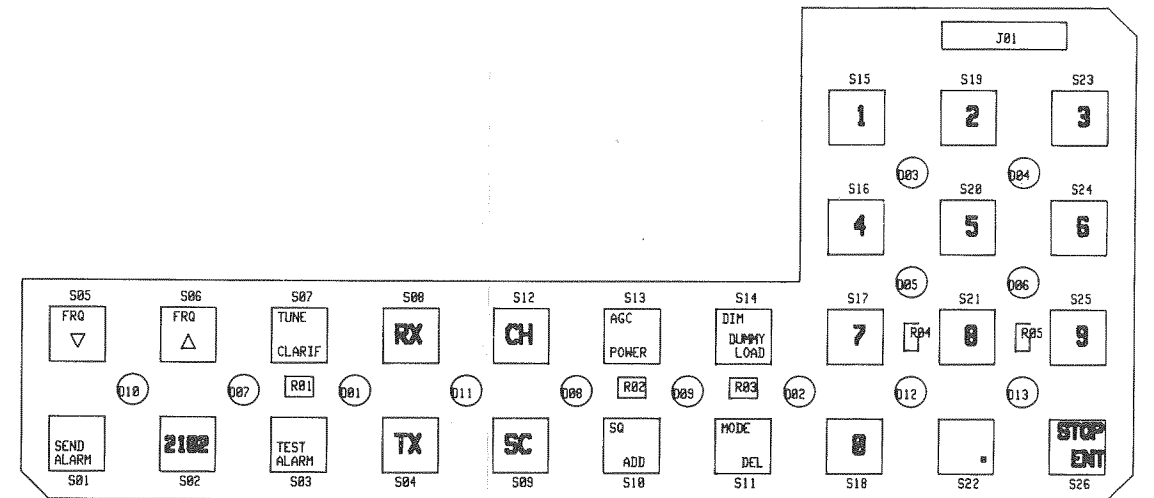 J01
S15 S19 S23
1 2 3
D03 D04
S16 S20 S24
4 5 6
D05 D06
S05 S06 S07 S08 S12 S13 S14 S17 S21 S25
FRQ FRQ TUNE RX CH AGC DIM 7 R04 8 R05 9
▽ △ CLARIF POWER DUMMY
LOAD
D10 D07 R01 D01 D11 D08 R02 D09 R03 D02 D12 D13
SEND 2182 TEST TX SC SQ MODE 0 . STOP
ALARM ALARM ADD DEL ENT
S01 S02 S03 S04 S09 S10 S11 S18 S22 S26